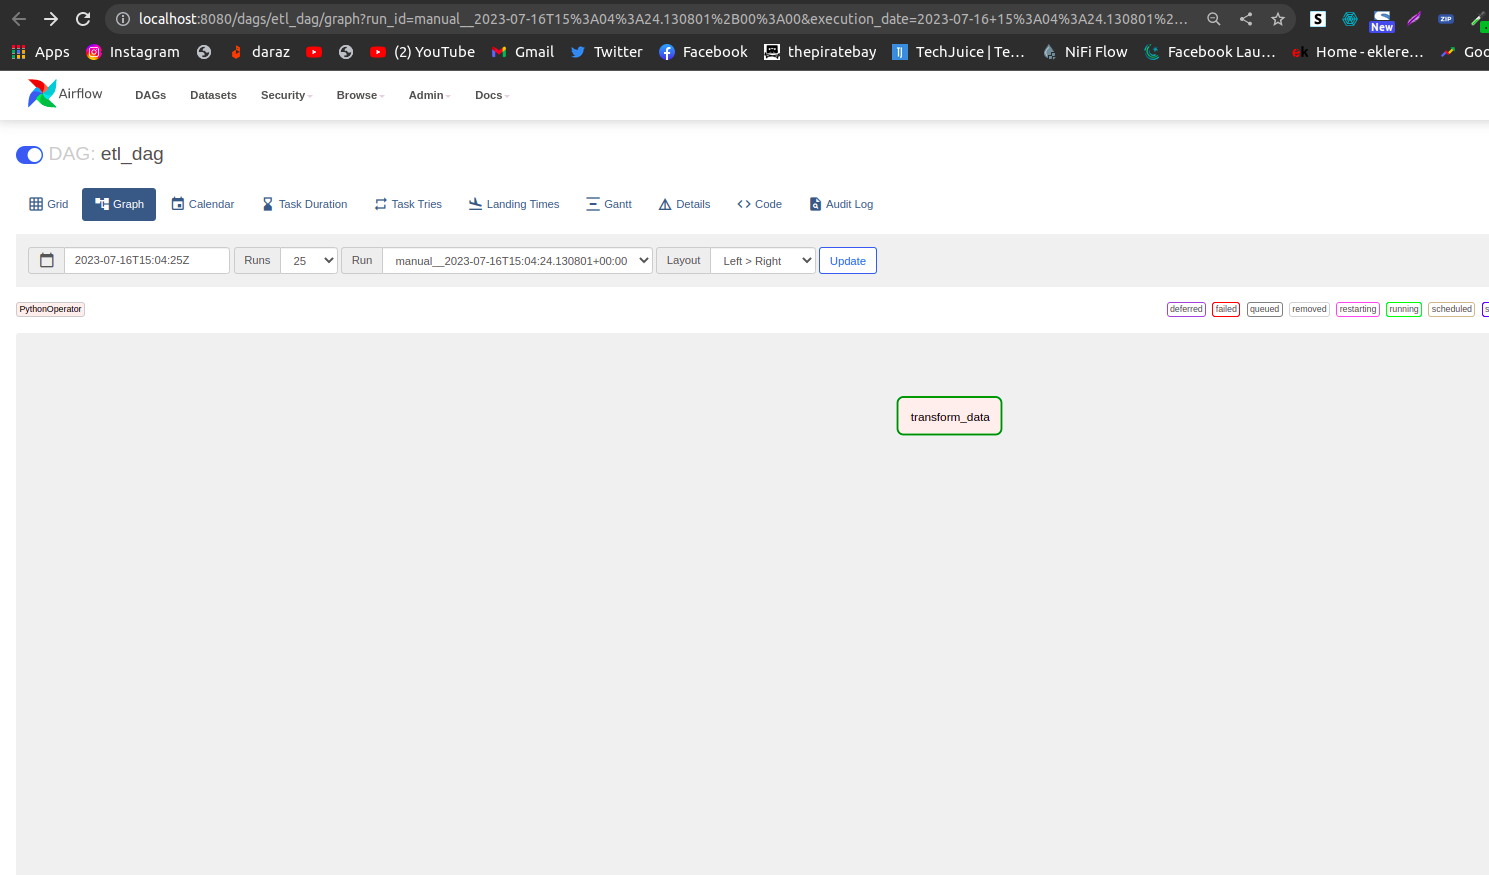 localhost:8080/dags/etl_dag/graph?run_id=manual__2023-07-16T15%3A04%3A24.130801%2B00%3A00&execution_date=2023-07-16+15%3A04%3A24.130801%2...
S New ZIP
Apps Instagram daraz (2) YouTube Gmail Twitter Facebook thepiratebay TechJuice | Te... NiFi Flow Facebook Lau... ek Home - eklere... Goo
Airflow DAGs Datasets Security Browse Admin Docs
DAG: etl_dag
Grid Graph Calendar Task Duration Task Tries Landing Times Gantt Details Code Audit Log
2023-07-16T15:04:25Z Runs 25 Run manual__2023-07-16T15:04:24.130801+00:00 Layout Left > Right Update
PythonOperator deferred failed queued removed restarting running scheduled s
transform_data